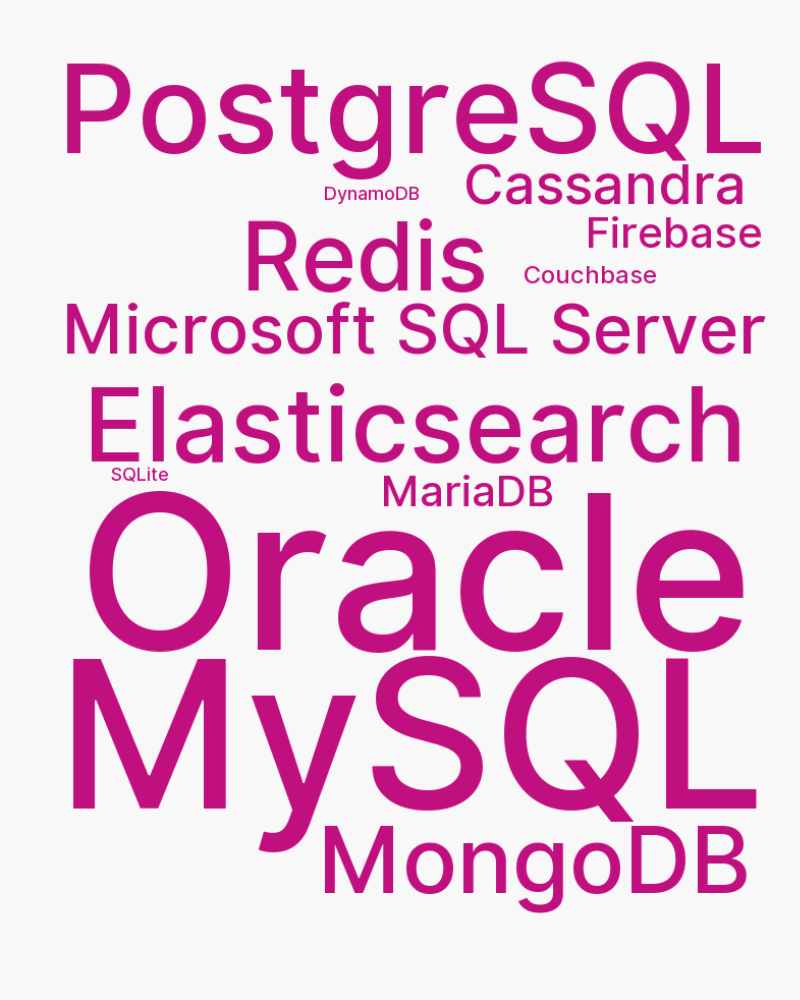 PostgreSQL
DynamoDB
Cassandra
Firebase
Redis
Couchbase
Microsoft SQL Server
Elasticsearch
SQLite
MariaDB
Oracle
MySQL
MongoDB